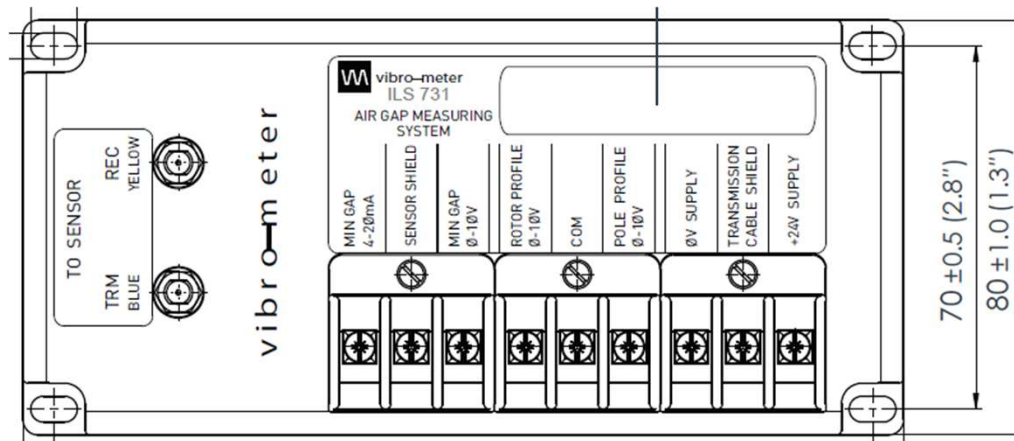 vibro-meter
ILS 731
AIR GAP MEASURING
SYSTEM
TO SENSOR
REC
YELLOW
TRM
BLUE
vibro-meter
MIN GAP
4-20mA
SENSOR SHIELD
MIN GAP
0-10V
ROTOR PROFILE
0-10V
COM
POLE PROFILE
0-10V
0V SUPPLY
TRANSMISSION
CABLE SHIELD
+24V SUPPLY
70 ±0.5 (2.8")
80 ±1.0 (1.3")